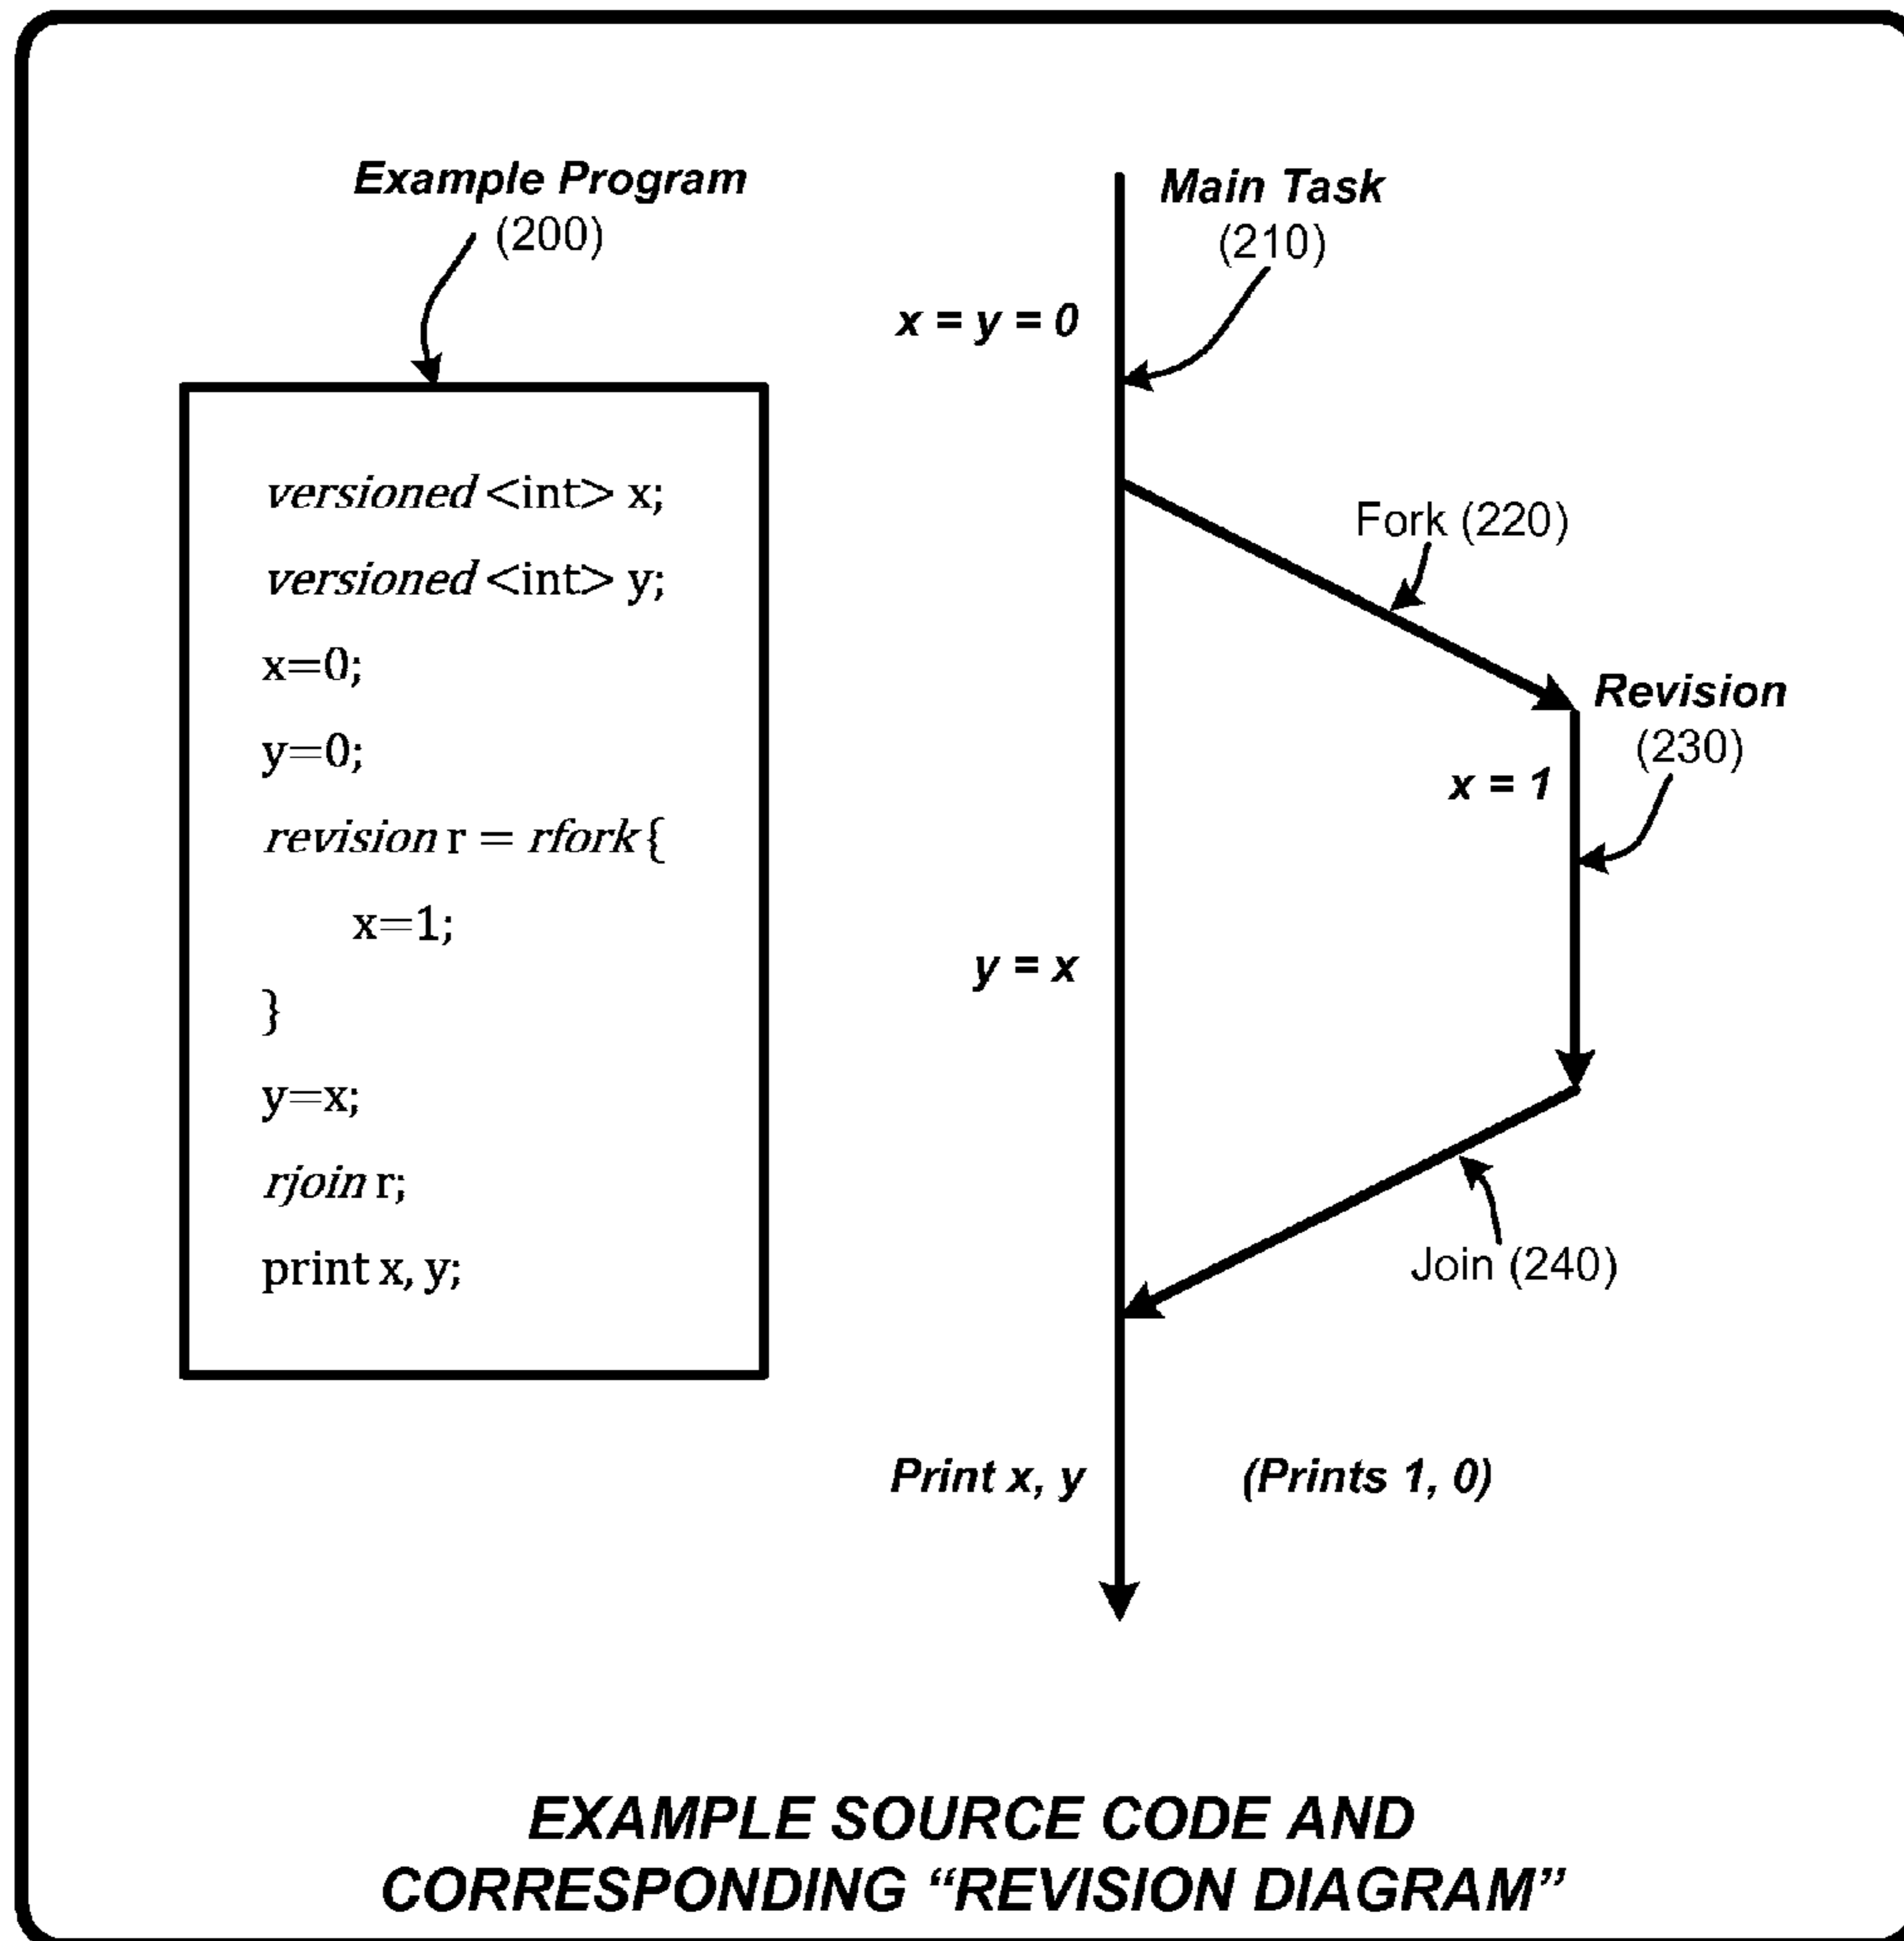 Example Program
(200)
versioned <int> x;
versioned <int> y;
x=0;
y=0;
revision r = rfork {
x=1;
}
y=x;
rjoin r;
print x, y;
Main Task
(210)
x = y = 0
Fork (220)
Revision
(230)
x = 1
y = x
Join (240)
Print x, y
(Prints 1, 0)
EXAMPLE SOURCE CODE AND
CORRESPONDING “REVISION DIAGRAM”